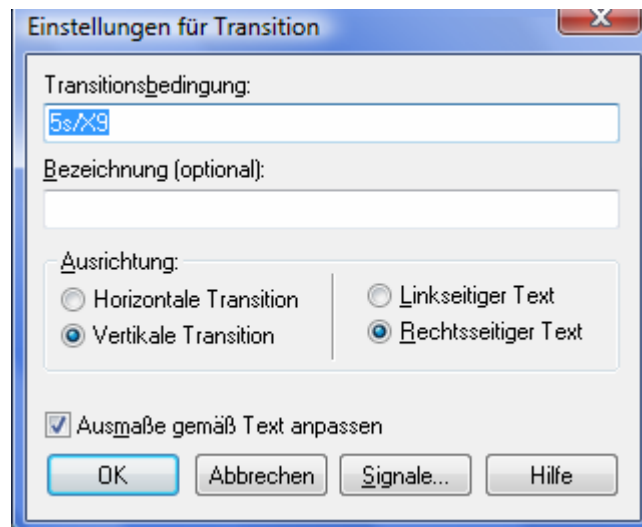 Einstellungen für Transition
Transitionsbedingung:
5s/X9
Bezeichnung (optional):
Ausrichtung:
Horizontale Transition
Linkseitiger Text
Vertikale Transition
Rechtsseitiger Text
Ausmaße gemäß Text anpassen
OK Abbrechen Signale... Hilfe